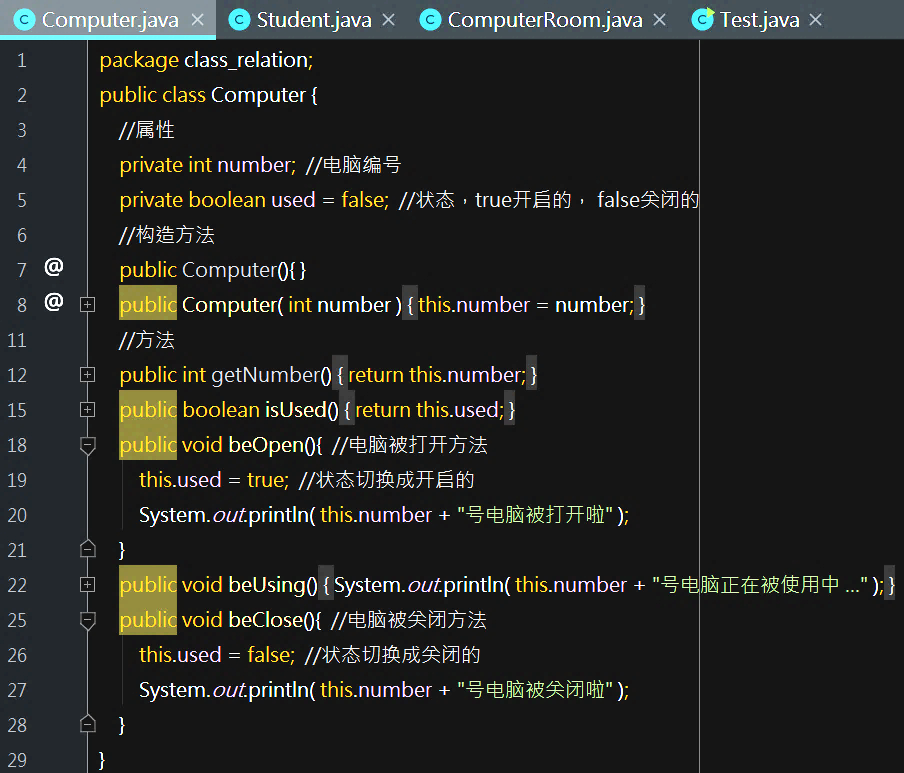 Computer.java Student.java ComputerRoom.java Test.java
1 package class_relation;
2 public class Computer {
3 //属性
4 private int number; //电脑编号
5 private boolean used = false; //状态，true开启的， false关闭的
6 //构造方法
7 @ public Computer(){ }
8 @ public Computer( int number ) { this.number = number; }
11 //方法
12 public int getNumber() { return this.number; }
15 public boolean isUsed() { return this.used; }
18 public void beOpen(){ //电脑被打开方法
19 this.used = true; //状态切换成开启的
20 System.out.println( this.number + "号电脑被打开啦" );
21 }
22 public void beUsing() { System.out.println( this.number + "号电脑正在被使用中 ..." ); }
25 public void beClose(){ //电脑被关闭方法
26 this.used = false; //状态切换成关闭的
27 System.out.println( this.number + "号电脑被关闭啦" );
28 }
29 }